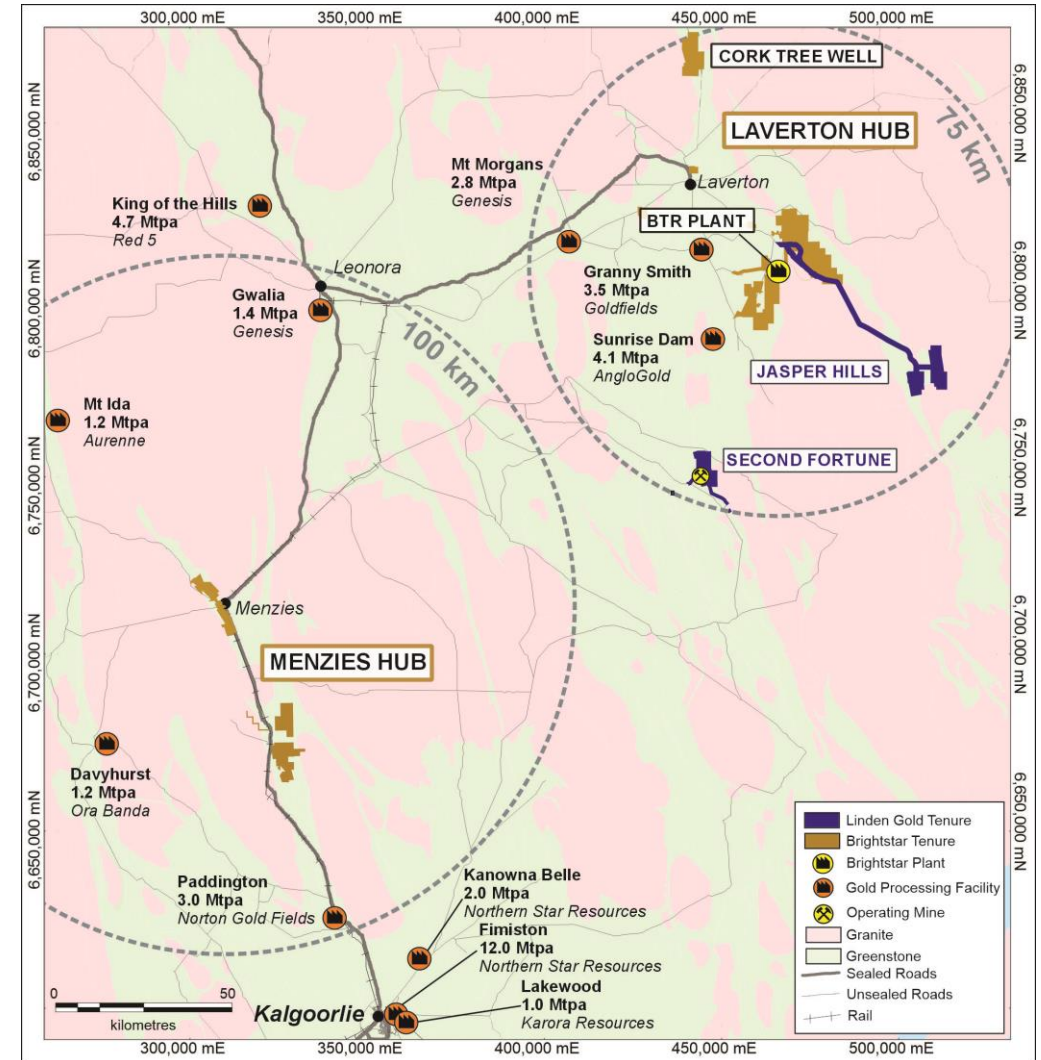 300,000 mE
350,000 mE
400,000 mE
450,000 mE
500,000 mE
CORK TREE WELL
6,850,000 mN
6,850,000 mN
75 km
LAVERTON HUB
Mt Morgans
2.8 Mtpa
Genesis
Laverton
King of the Hills
4.7 Mtpa
Red 5
BTR PLANT
Leonora
Granny Smith
3.5 Mtpa
Goldfields
6,800,000 mN
6,800,000 mN
Gwalia
1.4 Mtpa
Genesis
100 km
Sunrise Dam
4.1 Mtpa
AngloGold
JASPER HILLS
Mt Ida
1.2 Mtpa
Aurenne
SECOND FORTUNE
6,750,000 mN
6,750,000 mN
Menzies
MENZIES HUB
6,700,000 mN
6,700,000 mN
Davyhurst
1.2 Mtpa
Ora Banda
6,650,000 mN
6,650,000 mN
Paddington
3.0 Mtpa
Norton Gold Fields
Kanowna Belle
2.0 Mtpa
Northern Star Resources
Fimiston
12.0 Mtpa
Northern Star Resources
Lakewood
1.0 Mtpa
Karora Resources
Kalgoorlie
0
50
kilometres
Linden Gold Tenure
Brightstar Tenure
Brightstar Plant
Gold Processing Facility
Operating Mine
Granite
Greenstone
Sealed Roads
Unsealed Roads
Rail
300,000 mE
350,000 mE
400,000 mE
450,000 mE
500,000 mE